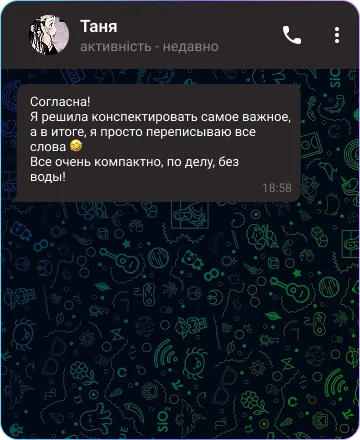 Таня
активність - недавно
Согласна!
Я решила конспектировать самое важное,
а в итоге, я просто переписываю все
слова 🤣
Все очень компактно, по делу, без
воды!
18:58